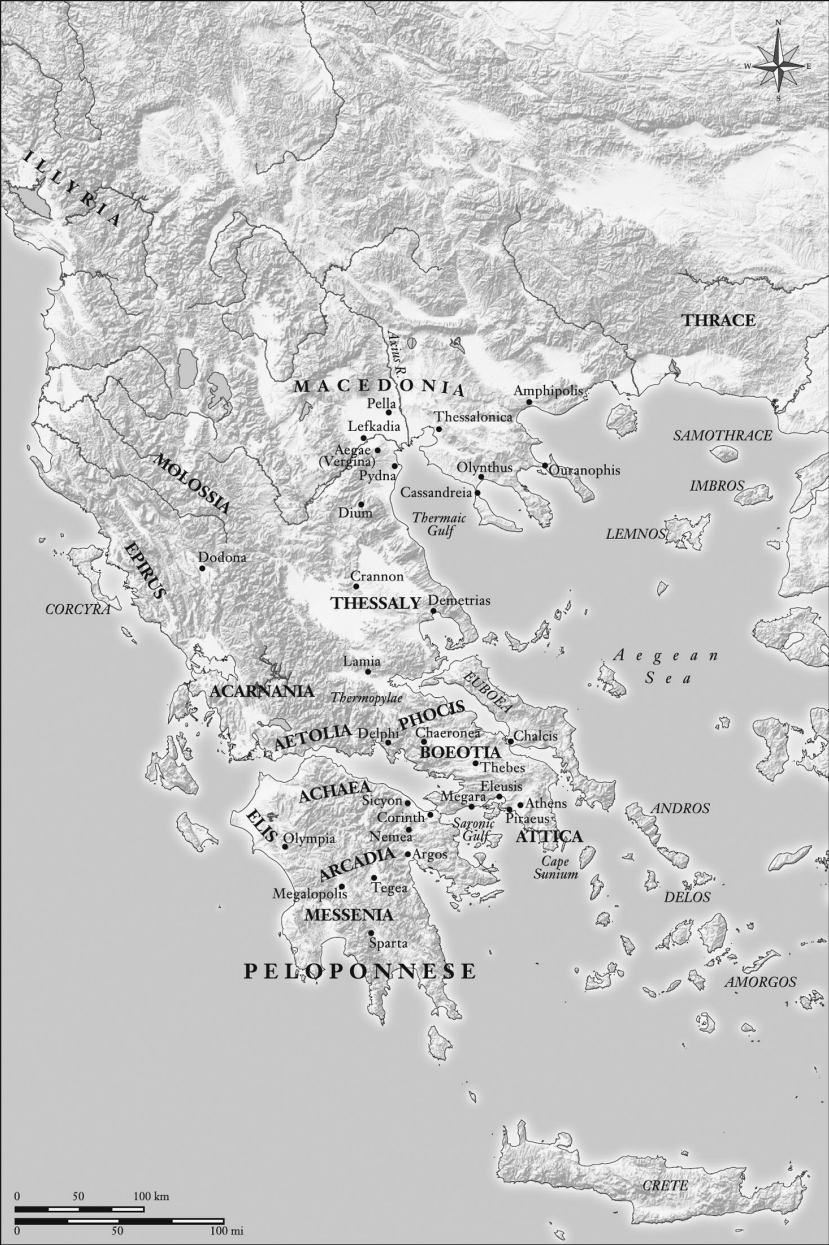 N
W E
S
ILLYRIA
THRACE
Axius R.
MACEDONIA
Pella
Amphipolis
Thessalonica
Lefkadia
Aegae
(Vergina)
Pydna
Olynthus
Ouranophis
Cassandreia
SAMOTHRACE
IMBROS
LEMNOS
MOLOSSIA
Dium
Thermaic
Gulf
EPIRUS
Dodona
CORCYRA
Crannon
THESSALY
Demetrias
Aegean
Sea
Lamia
ACARNANIA
Thermopylae
EUBOEA
PHOCIS
AETOLIA
Delphi
Chaeronea
Chalcis
BOEOTIA
Thebes
ACHAEA
Sicyon
Eleusis
Megara
Athens
Corinth
Piraeus
Saronic
Gulf
ATTICA
ELIS
Olympia
Nemea
ANDROS
ARCADIA
Argos
Cape
Sunium
Tegea
Megalopolis
DELOS
MESSENIA
Sparta
PELOPONNESE
AMORGOS
CRETE
0 50 100 km
0 50 100 mi